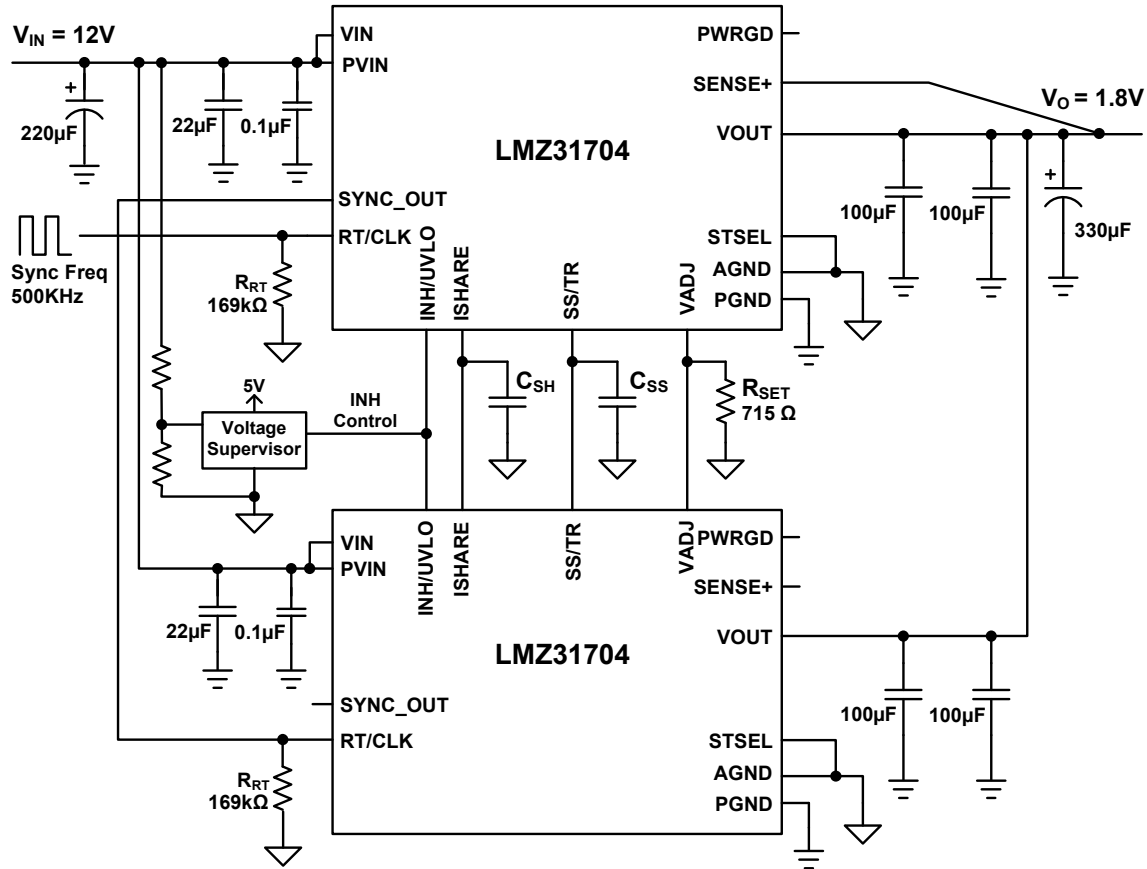 V_IN = 12V
VIN
PVIN
220µF
+
22µF
0.1µF
LMZ31704
PWRGD
SENSE+
V_O = 1.8V
VOUT
SYNC_OUT
RT/CLK
Sync Freq
500KHz
R_RT
169kΩ
INH/UVLO
ISHARE
SS/TR
VADJ
STSEL
AGND
PGND
100µF
100µF
+
330µF
5V
Voltage
Supervisor
INH
Control
C_SH
C_SS
R_SET
715 Ω
INH/UVLO
ISHARE
SS/TR
VADJ
VIN
PVIN
22µF
0.1µF
LMZ31704
PWRGD
SENSE+
VOUT
SYNC_OUT
RT/CLK
R_RT
169kΩ
STSEL
AGND
PGND
100µF
100µF